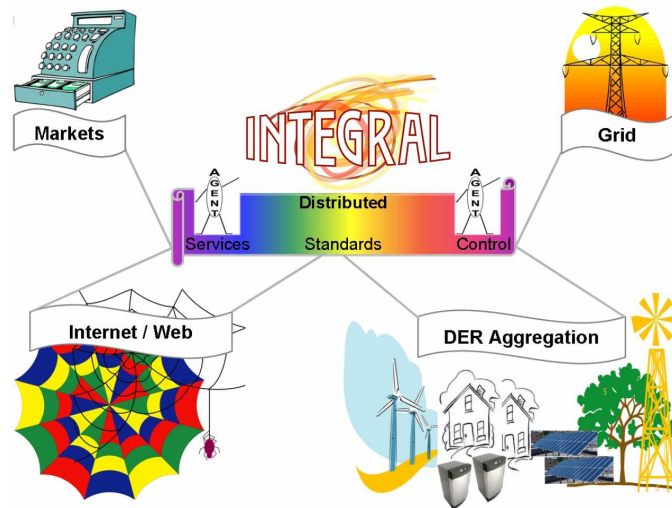 Markets
INTEGRAL
Grid
AGENT
AGENT
Distributed
Services
Standards
Control
Internet / Web
DER Aggregation